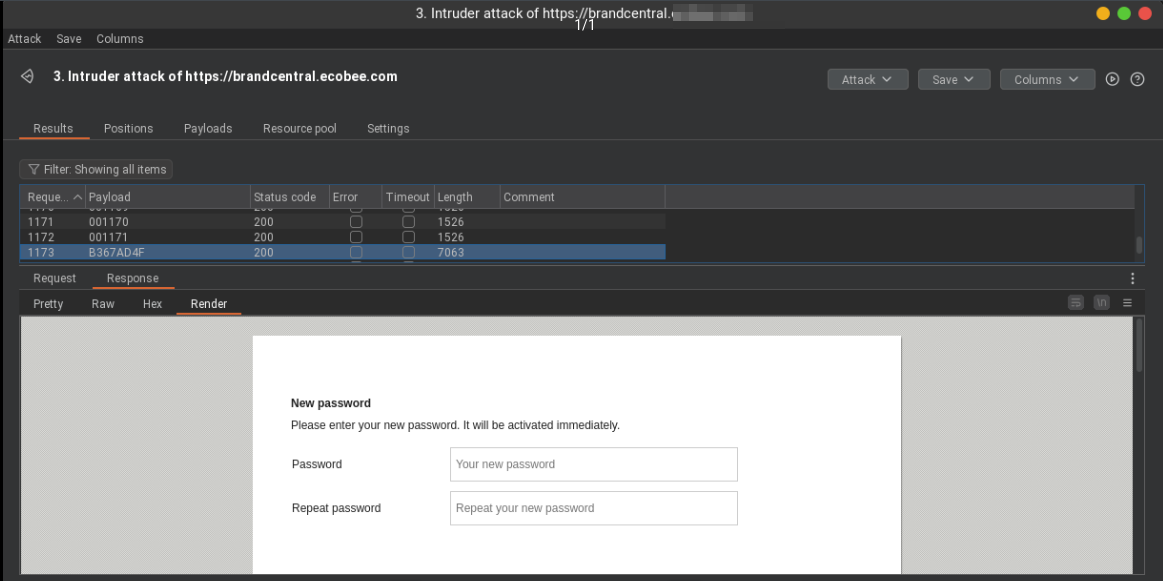 3. Intruder attack of https://brandcentral.
1/1
Attack Save Columns
3. Intruder attack of https://brandcentral.ecobee.com
Attack Save Columns
Results Positions Payloads Resource pool Settings
Filter: Showing all items
Reque... Payload Status code Error Timeout Length Comment
1171 001170 200 1526
1172 001171 200 1526
1173 B367AD4F 200 7063
Request Response
Pretty Raw Hex Render
\n
New password
Please enter your new password. It will be activated immediately.
Password Your new password
Repeat password Repeat your new password